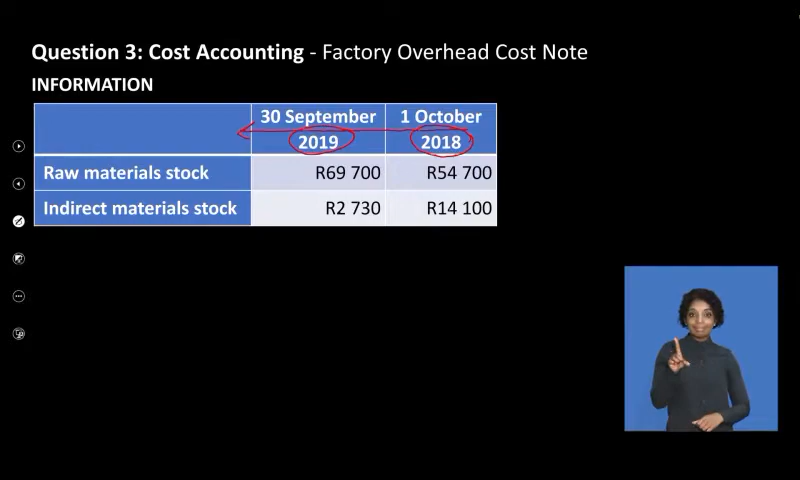 Question 3: Cost Accounting - Factory Overhead Cost Note
INFORMATION
30 September 2019
1 October 2018
Raw materials stock R69 700 R54 700
Indirect materials stock R2 730 R14 100